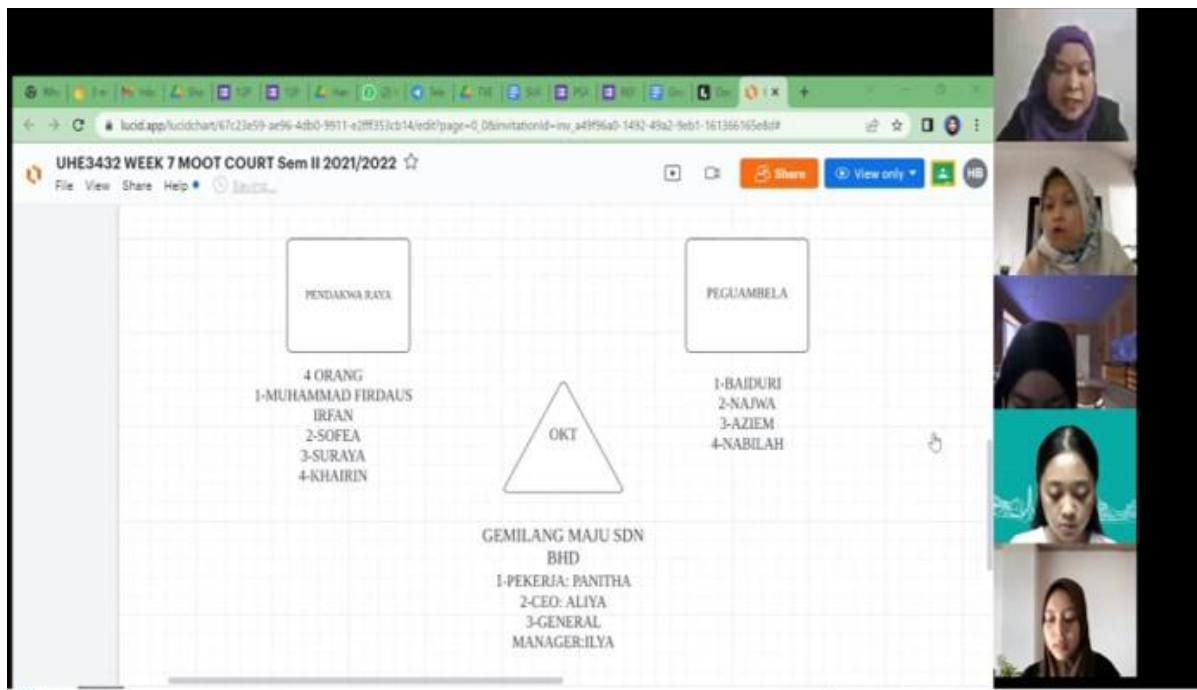 lucid.app/lucidchart/67c23e59-ae96-4db0-9911-e2fff353cb14/edit?page=0_0&invitationId=inv_a49f96a0-1492-49a2-9eb1-161366165e8d#
UHE3432 WEEK 7 MOOT COURT Sem II 2021/2022
File View Share Help Saving...
Share
View only
HB
PENDAKWA RAYA
PEGUAMBELA
4 ORANG
1-MUHAMMAD FIRDAUS
IRFAN
2-SOFEA
3-SURAYA
4-KHAIRIN
1-BAIDURI
2-NAJWA
3-AZIEM
4-NABILAH
OKT
GEMILANG MAJU SDN
BHD
1-PEKERJA: PANITHA
2-CEO: ALIYA
3-GENERAL
MANAGER:ILYA